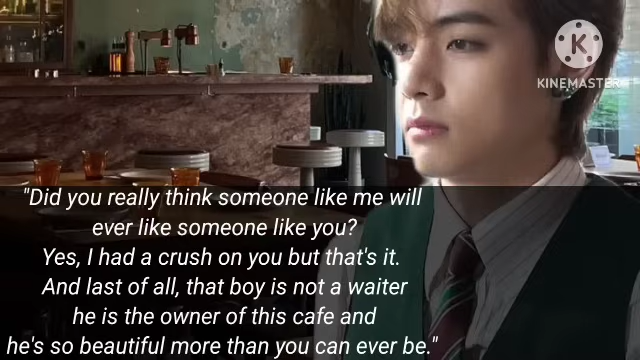 K
KINEMASTER
"Did you really think someone like me will
ever like someone like you?
Yes, I had a crush on you but that's it.
And last of all, that boy is not a waiter
he is the owner of this cafe and
he's so beautiful more than you can ever be."